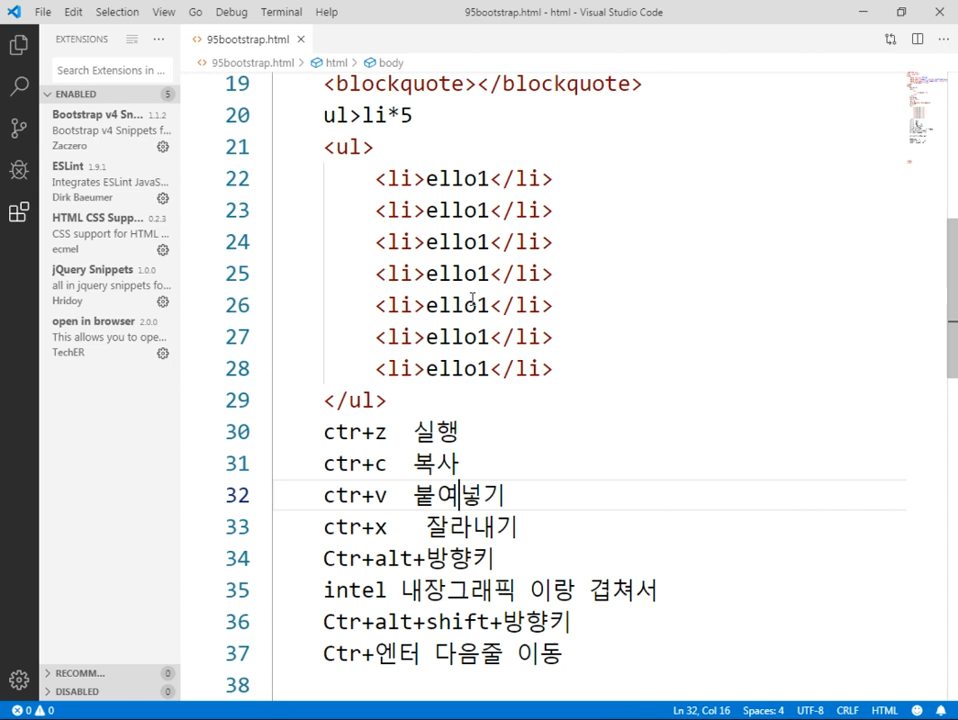 File Edit Selection View Go Debug Terminal Help 95bootstrap.html - html - Visual Studio Code
EXTENSIONS
95bootstrap.html
Search Extensions in ...
95bootstrap.html > html > body
ENABLED 5
Bootstrap v4 Sn... 1.1.2
Bootstrap v4 Snippets f...
Zaczero
ESLint 1.9.1
Integrates ESLint JavaS...
Dirk Baeumer
HTML CSS Supp... 0.2.3
CSS support for HTML ...
ecmel
jQuery Snippets 1.0.0
all in jquery snippets fo...
Hridoy
open in browser 2.0.0
This allows you to ope...
TechER
RECOMM... 0
DISABLED 0
19 <blockquote></blockquote>
20 ul>li*5
21 <ul>
22 <li>ello1</li>
23 <li>ello1</li>
24 <li>ello1</li>
25 <li>ello1</li>
26 <li>ello1</li>
27 <li>ello1</li>
28 <li>ello1</li>
29 </ul>
30 ctr+z 실행
31 ctr+c 복사
32 ctr+v 붙여넣기
33 ctr+x 잘라내기
34 Ctr+alt+방향키
35 intel 내장그래픽 이랑 겹쳐서
36 Ctr+alt+shift+방향키
37 Ctr+엔터 다음줄 이동
38
0 0 Ln 32, Col 16 Spaces: 4 UTF-8 CRLF HTML